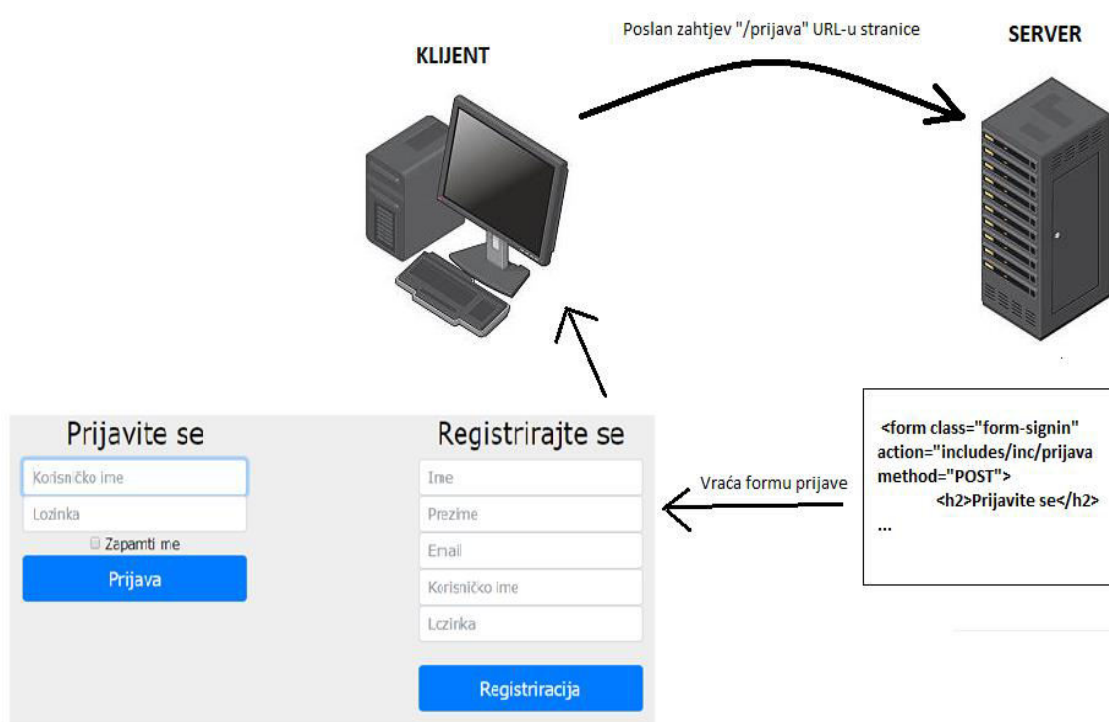 Poslan zahtjev "/prijava" URL-u stranice
KLIJENT
SERVER
Prijavite se
Korisničko ime
Lozinka
Zapamti me
Prijava
Registrirajte se
Ime
Prezime
Email
Korisničko ime
Lozinka
Registriracija
Vraća formu prijave
<form class="form-signin"
action="includes/inc/prijava
method="POST">
<h2>Prijavite se</h2>
...